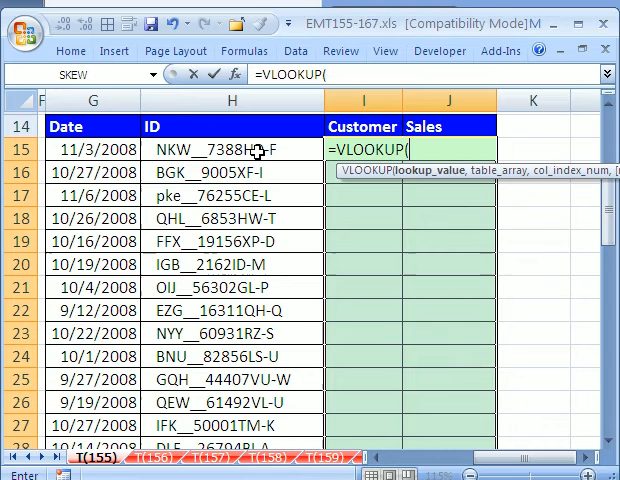 EMT155-167.xls [Compatibility Mode] M
Home Insert Page Layout Formulas Data Review View Developer Add-Ins
SKEW =VLOOKUP(
F G H I J K
14 Date ID Customer Sales
15 11/3/2008 NKW__7388H -F =VLOOKUP(
VLOOKUP(lookup_value, table_array, col_index_num, [
16 10/27/2008 BGK__9005XF-I
17 11/6/2008 pke__76255CE-L
18 10/26/2008 QHL__6853HW-T
19 10/16/2008 FFX__19156XP-D
20 10/19/2008 IGB__2162ID-M
21 10/4/2008 OIJ__56302GL-P
22 9/12/2008 EZG__16311QH-Q
23 10/22/2008 NYY__60931RZ-S
24 10/1/2008 BNU__82856LS-U
25 9/27/2008 GQH__44407VU-W
26 9/19/2008 QEW__61492VL-U
27 10/25/2008 IFK__50001TM-K
28 10/14/2008 DLF__26794BLA
T(155) T(156) T(157) T(158) T(159)
Enter 115%